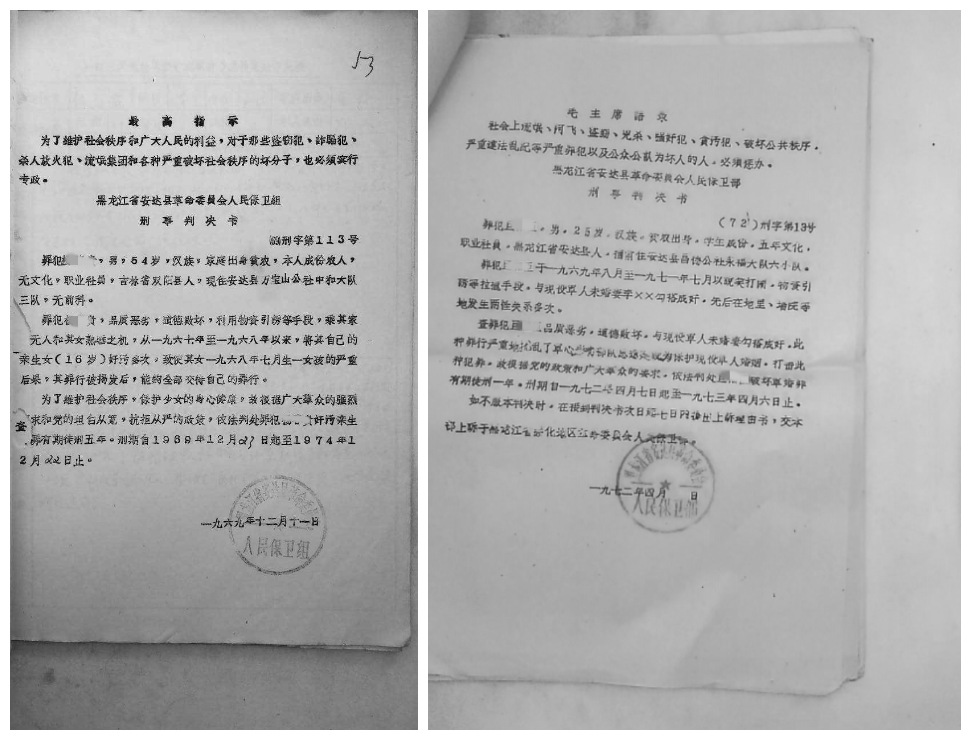 53
最高指示
为了维护社会秩序和广大人民的利益，对于那些盗窃犯、诈骗犯、
杀人放火犯、流氓集团和各种严重破坏社会秩序的坏分子，也必须实行
专政。
黑龙江省安达县革命委员会人民保卫组
刑事判决书
刑字第113号
罪犯，男，54岁，汉族，家庭出身贫农，本人成份农人，
无文化，职业社员，吉林省双阳县人，现住安达县万宝山公社中和大队
三队，无前科。
罪犯，品质恶劣，道德败坏，利用物质引诱等手段，乘其家
无人和其女熟睡之机，从一九六七年至一九六八年以来，将其自己的
亲生女（16岁）奸污多次，致使其女一九六八年七月生一女孩的严重
后果，其罪行被揭发后，能够全部交待自己的罪行。
为了维护社会秩序，保护少女的身心健康，兹根据广大群众的强烈
要求和党的坦白从宽，抗拒从严的政策，依法判处罪犯奸污亲生
有期徒刑五年。刑期自1969年12月日起至1974年1
2月22日止。
一九六九年十二月十一日
人民保卫组
毛主席语录
社会上流氓、阿飞、盗窃、兇杀、强奸犯、贪污犯、破坏公共秩序，
严重违法乱纪等严重罪犯以及公众公认为坏人的人，必须惩办。
黑龙江省安达县革命委员会人民保卫部
刑事判决书
（72）刑字第13号
罪犯，男，25岁，汉族，贫农出身，学生成份，五年文化，
职业社员，黑龙江省安达县人，捕前住安达县昌德公社永福大队六小队。
罪犯于一九六九年八月至一九七一年七月以说笑打闹，物质引
诱等拉拢手段，与现役军人未婚妻李××勾搭成奸，先后在地里、
地发生两性关系多次。
查罪犯品质恶劣，道德败坏，与现役军人未婚妻勾搭成奸，此
种罪行严重地扰乱了军心，为保护现役军人婚姻，打击此
种犯罪，兹根据党的政策和广大群众的要求，依法判处破坏军婚罪
有期徒刑一年。刑期自一九七二年四月七日起至一九七三年四月六日止。
如不服本判决时，在接到判决书次日起七日内提出上诉理由书，交本
部上诉于黑龙江省绥化地区革命委员会人民保卫部。
一九七二年四月 日
人民保卫部